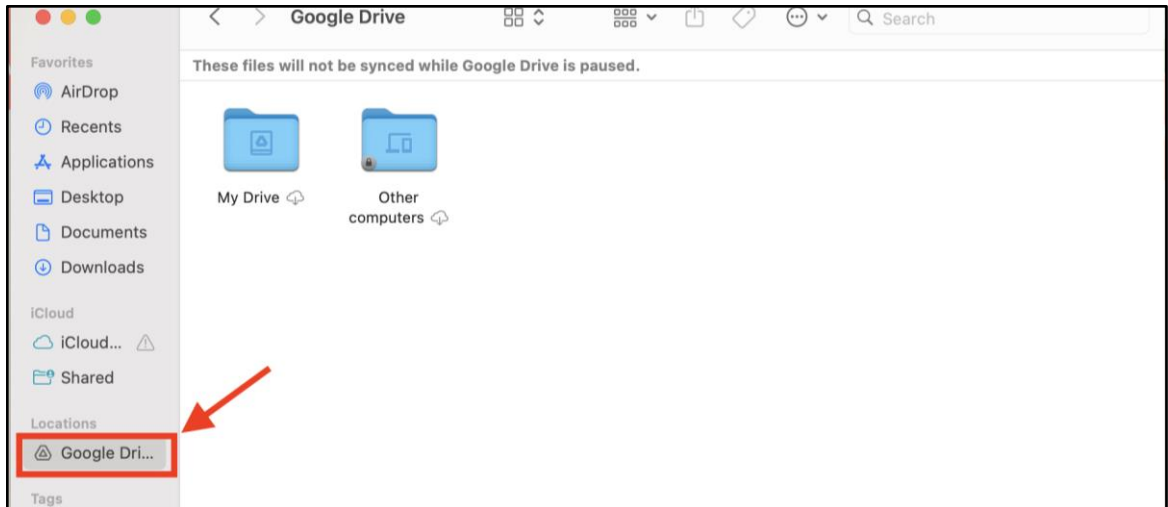 Google Drive
Search
Favorites
AirDrop
Recents
Applications
Desktop
Documents
Downloads
iCloud
iCloud...
Shared
Locations
Google Dri...
Tags
These files will not be synced while Google Drive is paused.
My Drive
Other
computers